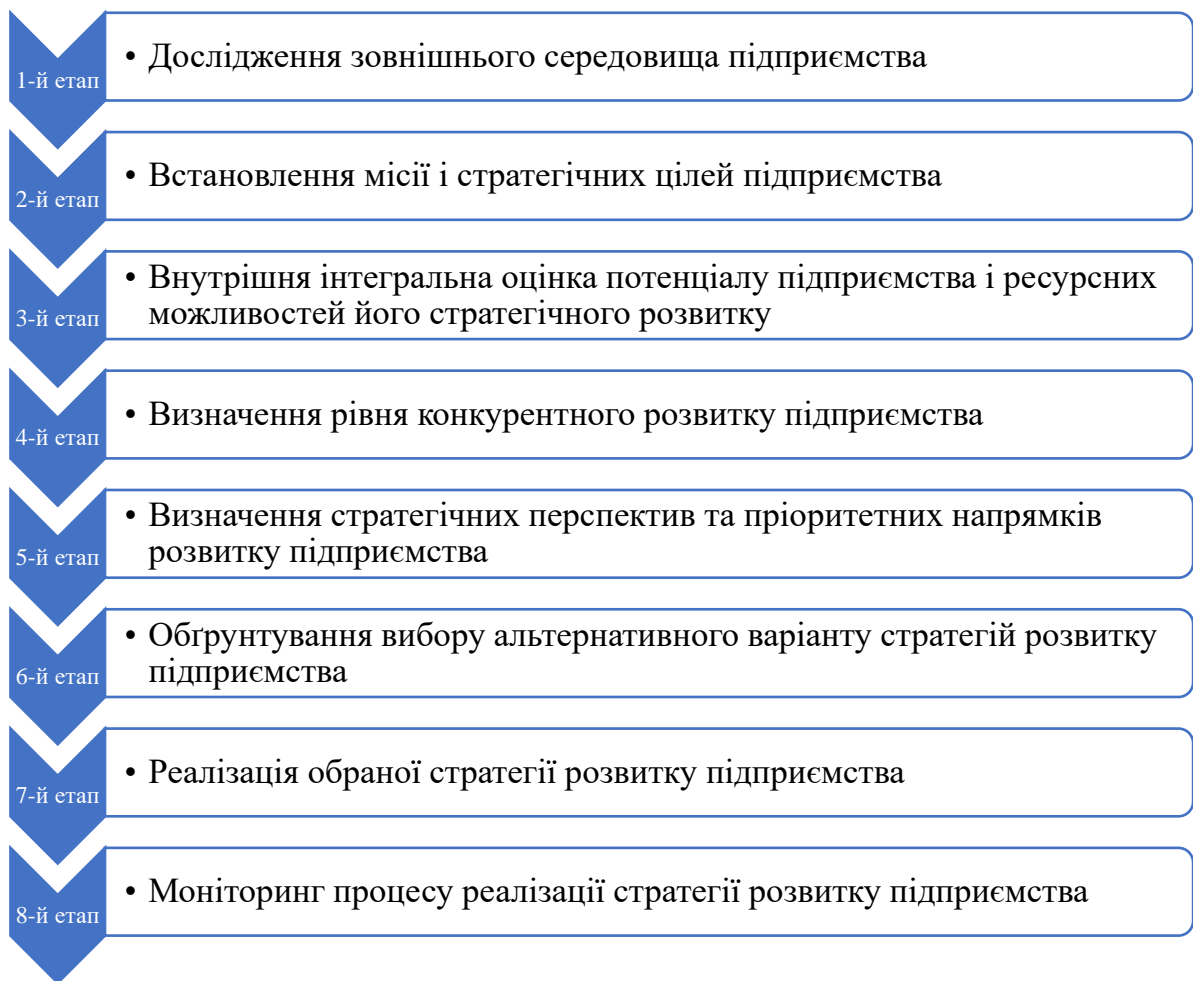 1-й етап
• Дослідження зовнішнього середовища підприємства
2-й етап
• Встановлення місії і стратегічних цілей підприємства
3-й етап
• Внутрішня інтегральна оцінка потенціалу підприємства і ресурсних
можливостей його стратегічного розвитку
4-й етап
• Визначення рівня конкурентного розвитку підприємства
5-й етап
• Визначення стратегічних перспектив та пріоритетних напрямків
розвитку підприємства
6-й етап
• Обґрунтування вибору альтернативного варіанту стратегій розвитку
підприємства
7-й етап
• Реалізація обраної стратегії розвитку підприємства
8-й етап
• Моніторинг процесу реалізації стратегії розвитку підприємства